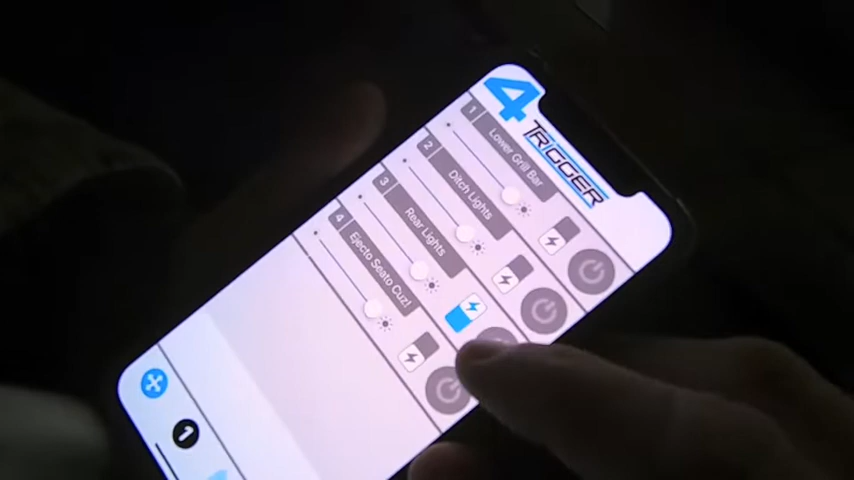 4
TRIGGER
1
Lower Grill Bar
2
Ditch Lights
3
Rear Lights
4
Ejecto Seato Cuz!
1